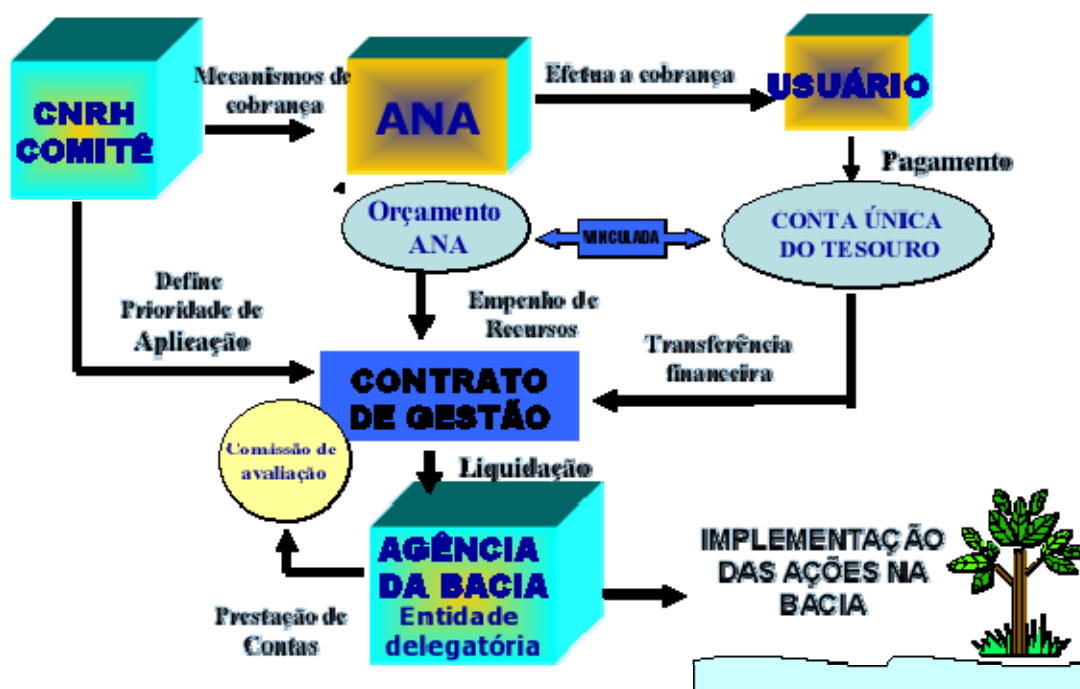 CNRH
COMITÊ
Mecanismos de
cobrança
ANA
Efetua a cobrança
USUÁRIO
Pagamento
Orçamento
ANA
VINCULADA
CONTA ÚNICA
DO TESOURO
Define
Prioridade de
Aplicação
Empenho de
Recursos
Transferência
financeira
CONTRATO
DE GESTÃO
Comissão de
avaliação
Liquidação
AGÊNCIA
DA BACIA
Entidade
delegatória
Prestação de
Contas
IMPLEMENTAÇÃO
DAS AÇÕES NA
BACIA